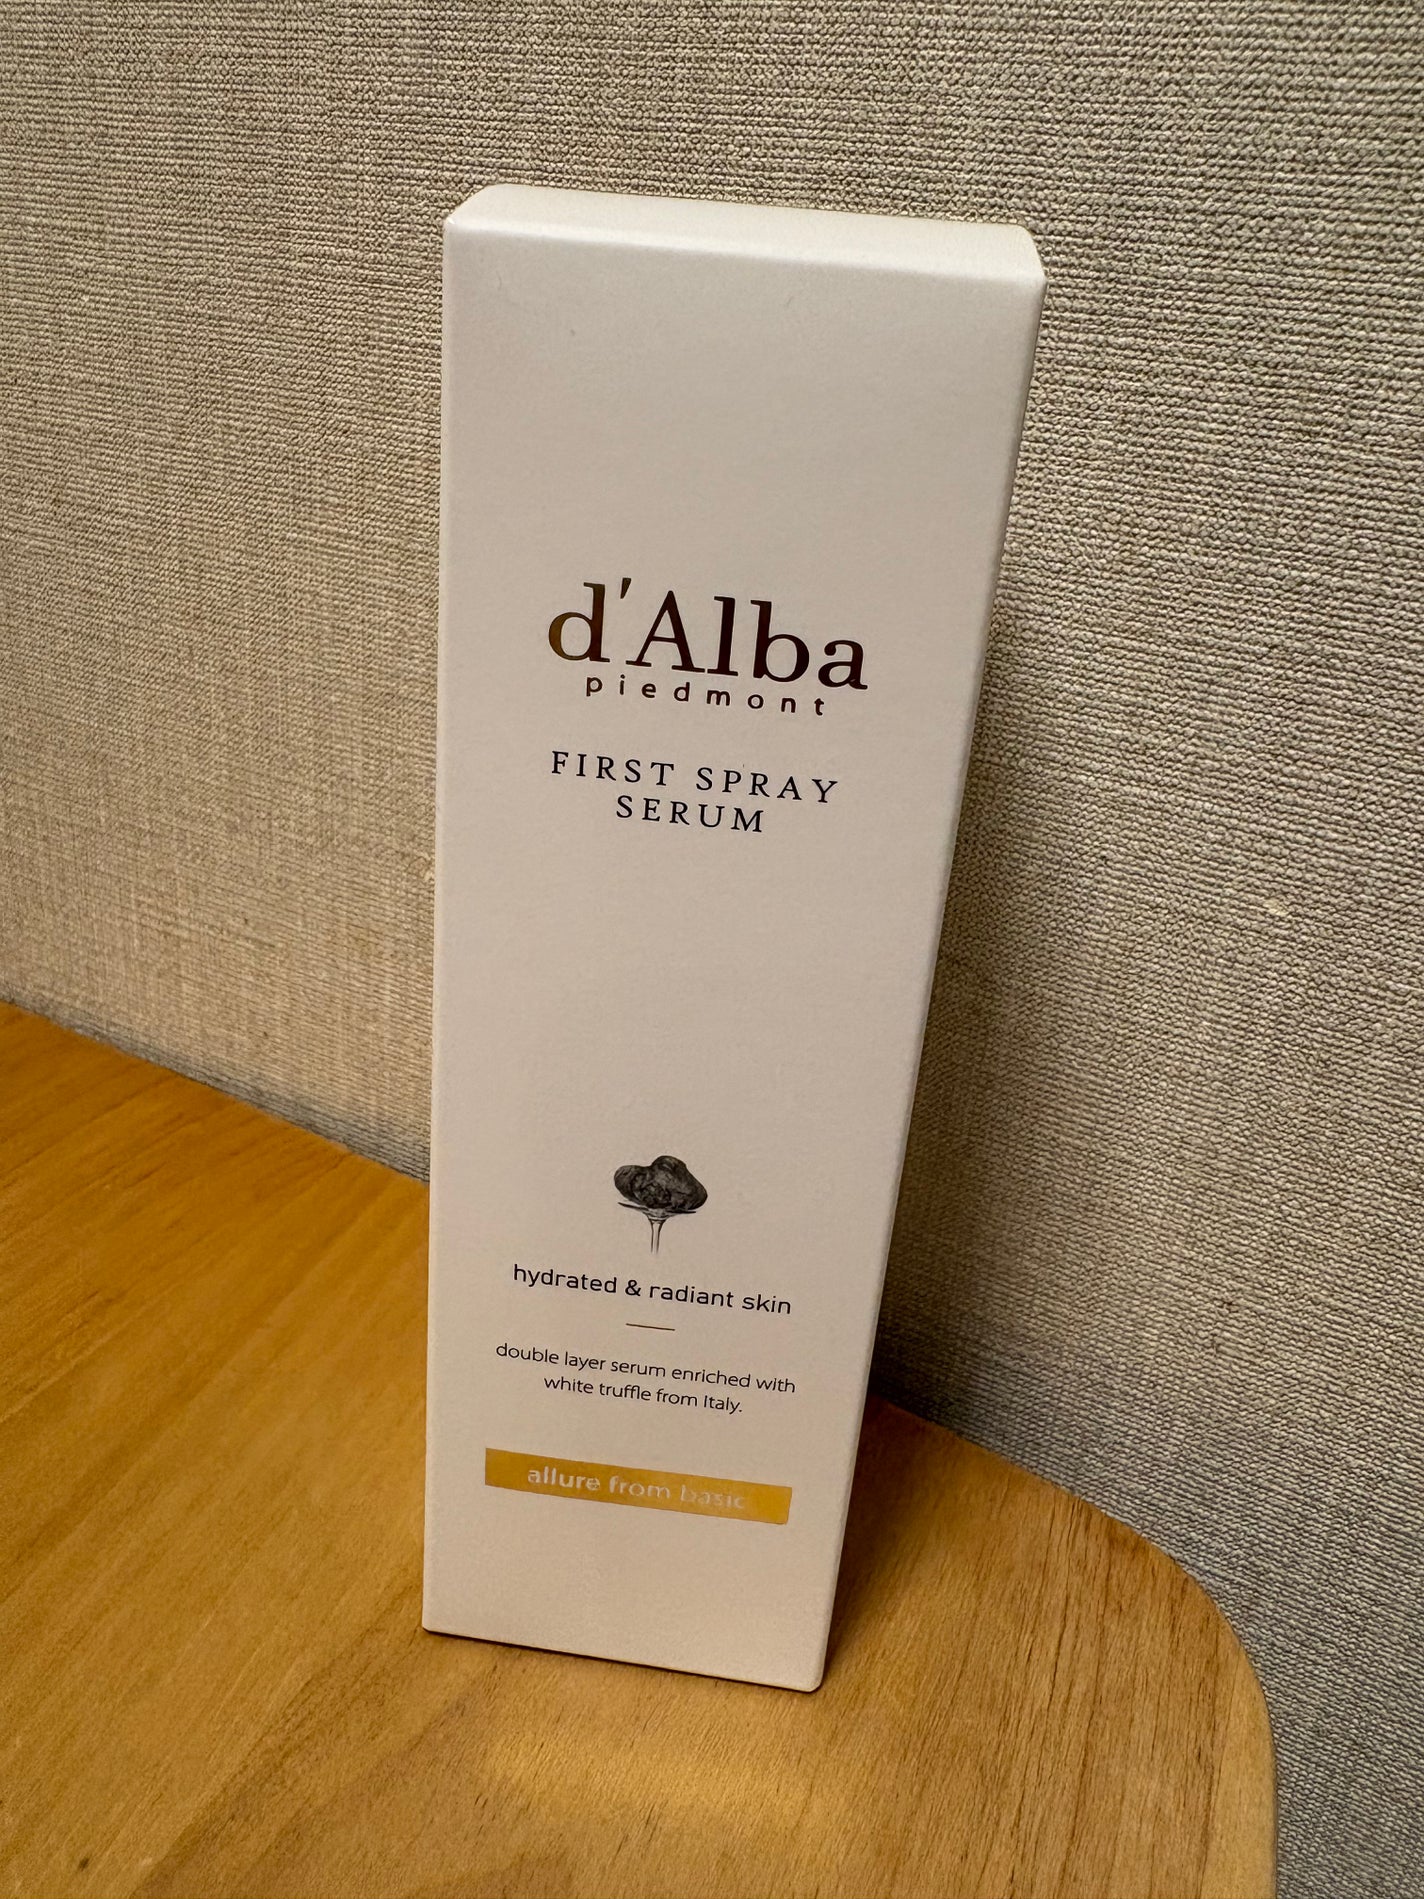 d'Alba
piedmont
FIRST SPRAY
SERUM
hydrated & radiant skin
double layer serum enriched with
white truffle from Italy.
allure from basic